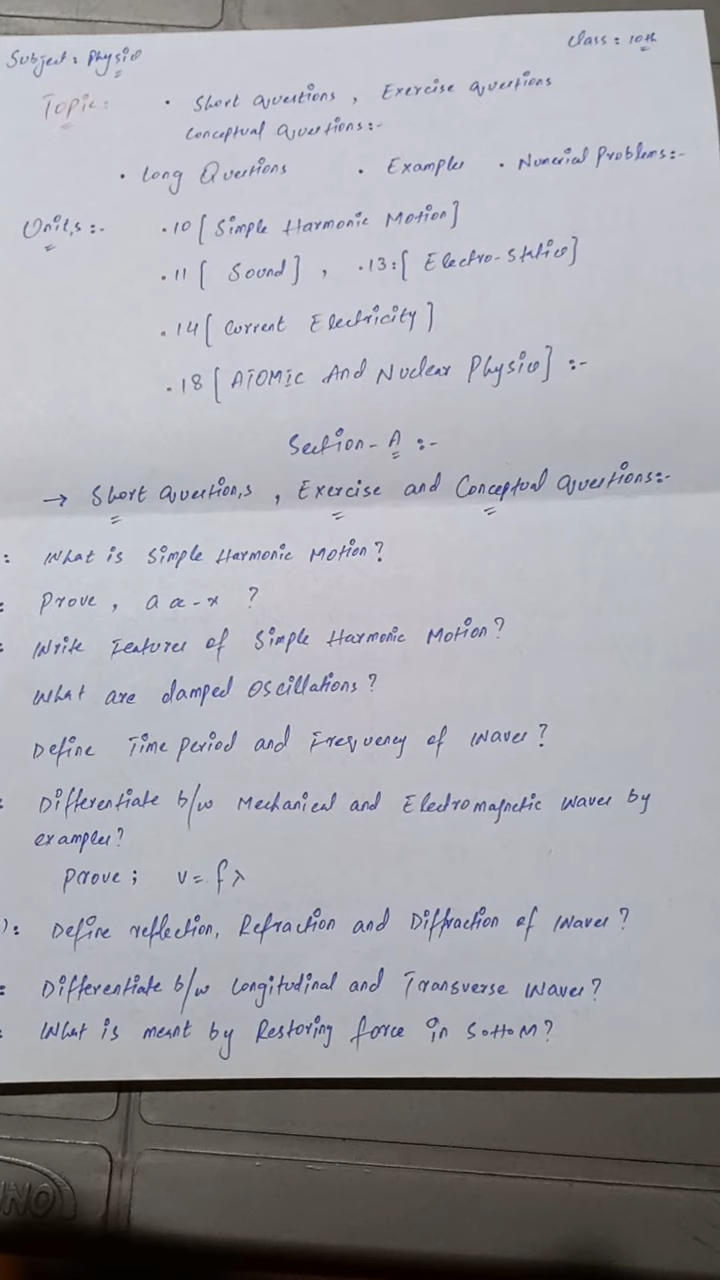 Subject: Physics
Class: 10th
Topic: • Short questions, Exercise questions
Conceptual Questions:-
• Long Questions • Examples • Numerical Problems:-
Units:- .10 [Simple Harmonic Motion]
.11 [Sound], .13:[Electro-Statics]
.14 [Current Electricity]
.18 [ATOMIC And Nuclear Physics] :-
Section-A :-
→ Short Question,s, Exercise and Conceptual Questions:-
: What is Simple Harmonic Motion?
: Prove, a α -x ?
: Write Features of Simple Harmonic Motion?
What are damped Oscillations?
Define Time Period and Frequency of Waves?
: Differentiate b/w Mechanical and Electromagnetic Waves by
examples?
Prove; v = fλ
): Define reflection, Refraction and Diffraction of Waves?
: Differentiate b/w Longitudinal and Transverse Waves?
: What is meant by Restoring force in S.H.M?
UNO